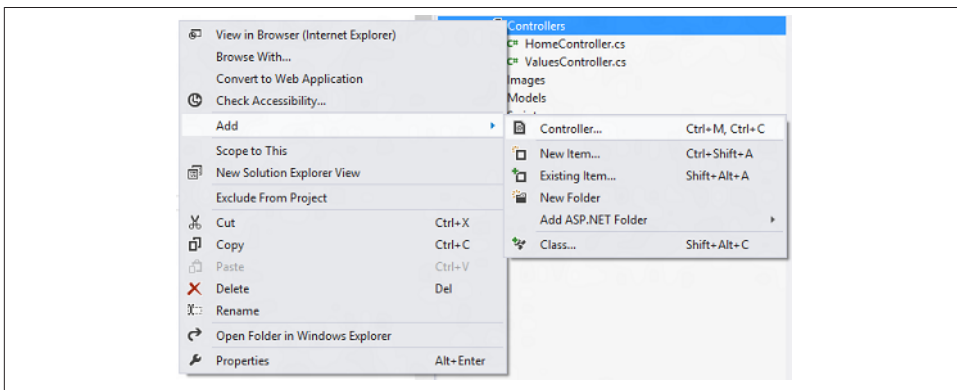 Controllers
C# HomeController.cs
C# ValuesController.cs
Images
Models
View in Browser (Internet Explorer)
Browse With...
Convert to Web Application
Check Accessibility...
Add
Scope to This
New Solution Explorer View
Exclude From Project
Cut Ctrl+X
Copy Ctrl+C
Paste Ctrl+V
Delete Del
Rename
Open Folder in Windows Explorer
Properties Alt+Enter
Controller... Ctrl+M, Ctrl+C
New Item... Ctrl+Shift+A
Existing Item... Shift+Alt+A
New Folder
Add ASP.NET Folder
Class... Shift+Alt+C